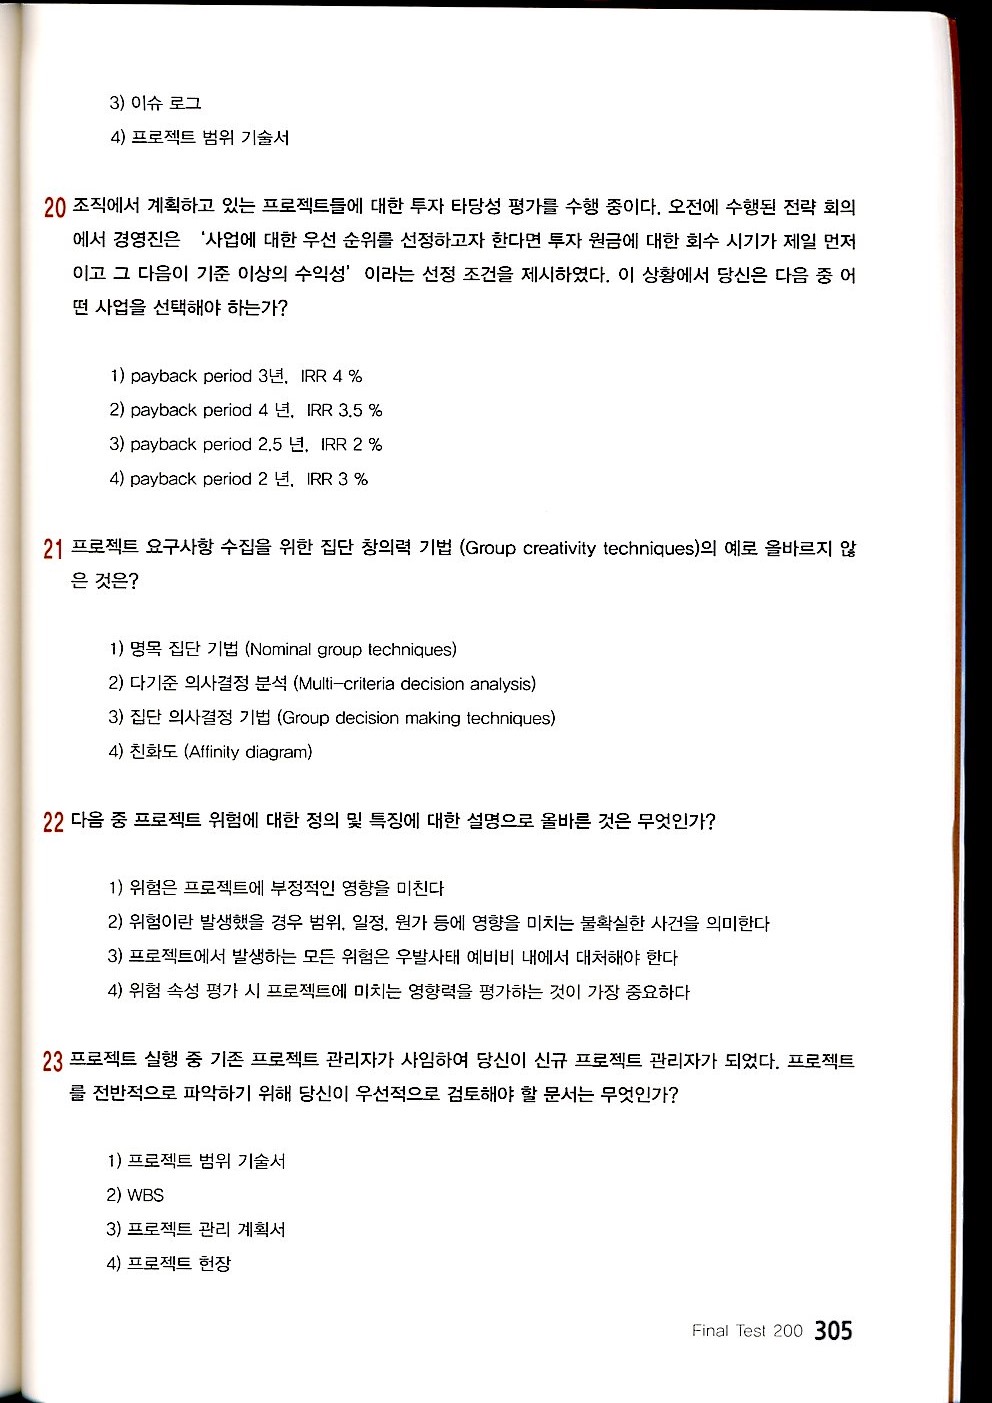 3) 이슈 로그
4) 프로젝트 범위 기술서
20 조직에서 계획하고 있는 프로젝트들에 대한 투자 타당성 평가를 수행 중이다. 오전에 수행된 전략 회의
에서 경영진은 ‘사업에 대한 우선 순위를 선정하고자 한다면 투자 원금에 대한 회수 시기가 제일 먼저
이고 그 다음이 기준 이상의 수익성’ 이라는 선정 조건을 제시하였다. 이 상황에서 당신은 다음 중 어
떤 사업을 선택해야 하는가?
1) payback period 3년, IRR 4 %
2) payback period 4 년, IRR 3.5 %
3) payback period 2.5 년, IRR 2 %
4) payback period 2 년, IRR 3 %
21 프로젝트 요구사항 수집을 위한 집단 창의력 기법 (Group creativity techniques)의 예로 올바르지 않
은 것은?
1) 명목 집단 기법 (Nominal group techniques)
2) 다기준 의사결정 분석 (Multi-criteria decision analysis)
3) 집단 의사결정 기법 (Group decision making techniques)
4) 친화도 (Affinity diagram)
22 다음 중 프로젝트 위험에 대한 정의 및 특징에 대한 설명으로 올바른 것은 무엇인가?
1) 위험은 프로젝트에 부정적인 영향을 미친다
2) 위험이란 발생했을 경우 범위, 일정, 원가 등에 영향을 미치는 불확실한 사건을 의미한다
3) 프로젝트에서 발생하는 모든 위험은 우발사태 예비비 내에서 대처해야 한다
4) 위험 속성 평가 시 프로젝트에 미치는 영향력을 평가하는 것이 가장 중요하다
23 프로젝트 실행 중 기존 프로젝트 관리자가 사임하여 당신이 신규 프로젝트 관리자가 되었다. 프로젝트
를 전반적으로 파악하기 위해 당신이 우선적으로 검토해야 할 문서는 무엇인가?
1) 프로젝트 범위 기술서
2) WBS
3) 프로젝트 관리 계획서
4) 프로젝트 헌장
Final Test 200 305